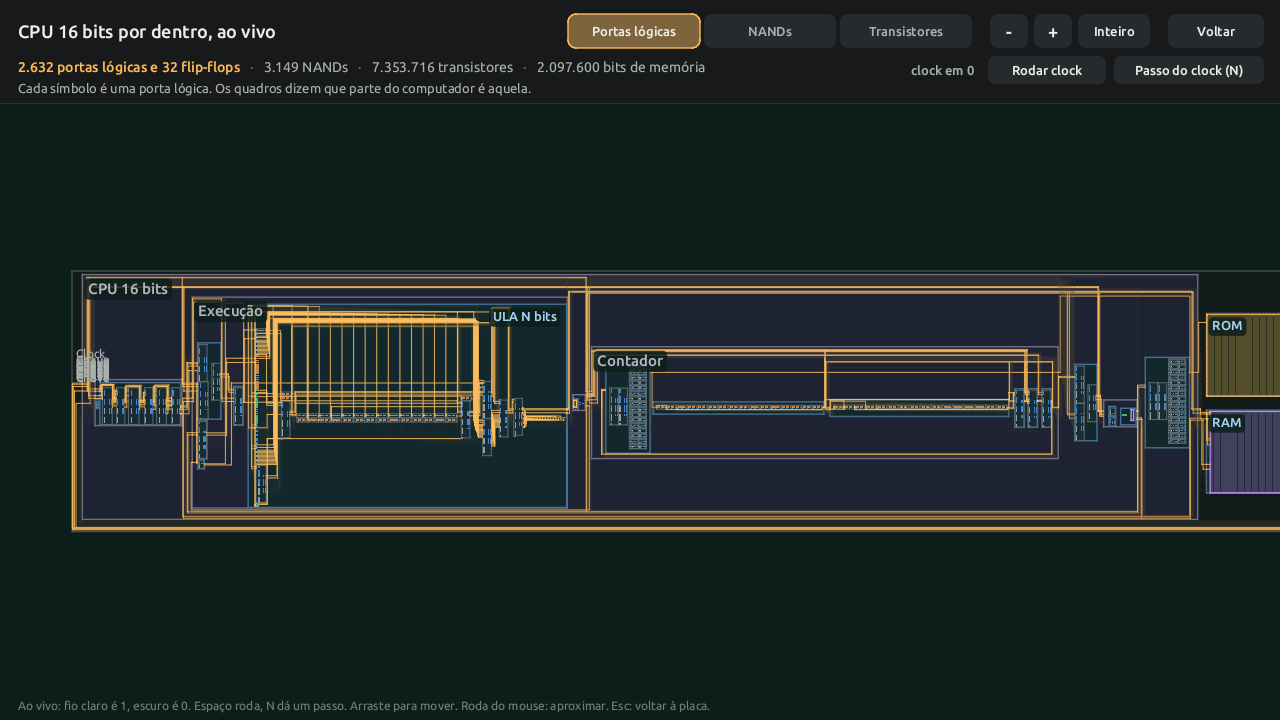 CPU 16 bits por dentro, ao vivo
Portas lógicas
NANDs
Transistores
-
+
Inteiro
Voltar
2.632 portas lógicas e 32 flip-flops · 3.149 NANDs · 7.353.716 transistores · 2.097.600 bits de memória
clock em 0
Rodar clock
Passo do clock (N)
Cada símbolo é uma porta lógica. Os quadros dizem que parte do computador é aquela.
CPU 16 bits
Execução
ULA N bits
Clock
Contador
ROM
RAM
Ao vivo: fio claro é 1, escuro é 0. Espaço roda, N dá um passo. Arraste para mover. Roda do mouse: aproximar. Esc: voltar à placa.